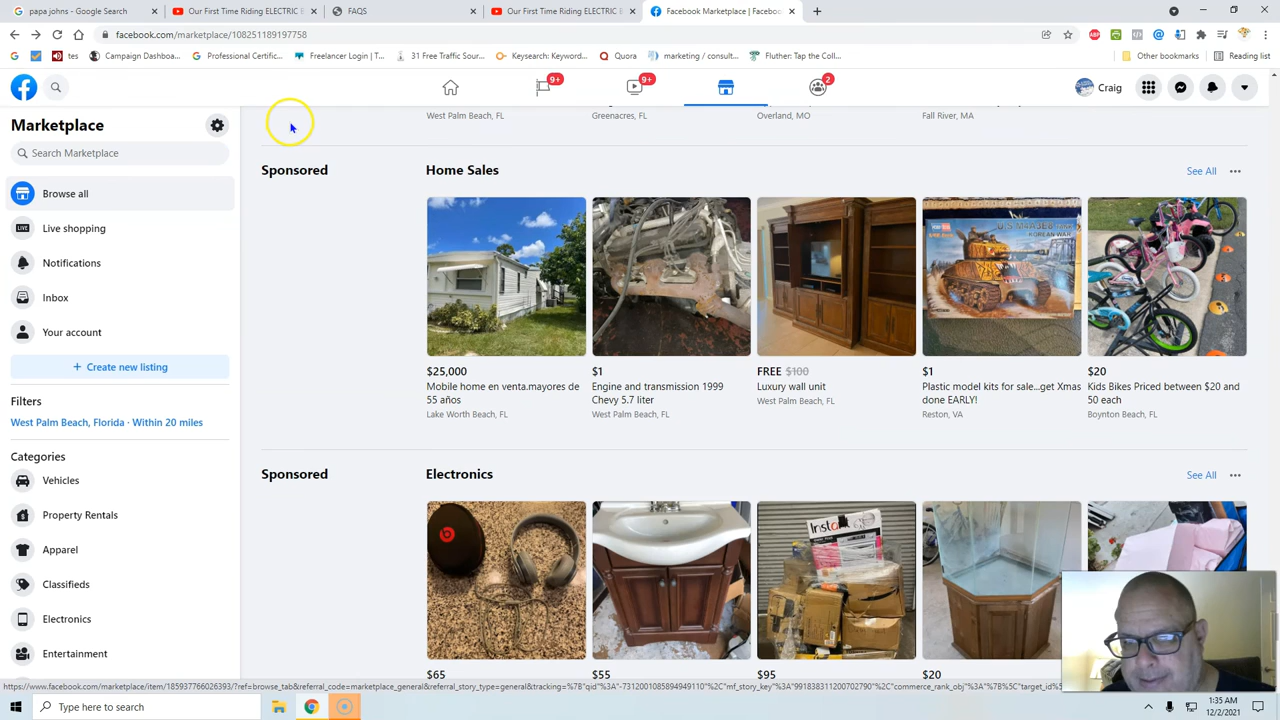 papa johns - Google Search
Our First Time Riding ELECTRIC B
FAQS
Our First Time Riding ELECTRIC B
Facebook Marketplace | Faceboo
facebook.com/marketplace/108251189197758
tes
Campaign Dashboa...
Professional Certific...
Freelancer Login | T...
31 Free Traffic Sour...
Keysearch: Keyword...
Quora
marketing / consult...
Fluther: Tap the Coll...
Other bookmarks
Reading list
9+
9+
2
Craig
Marketplace
Search Marketplace
Browse all
LIVE
Live shopping
Notifications
Inbox
Your account
+ Create new listing
Filters
West Palm Beach, Florida · Within 20 miles
Categories
Vehicles
Property Rentals
Apparel
Classifieds
Electronics
Entertainment
West Palm Beach, FL
Greenacres, FL
Overland, MO
Fall River, MA
Sponsored
Home Sales
See All
U.S M4A3E8 TANK
KOREAN WAR
$25,000
Mobile home en venta.mayores de
55 años
Lake Worth Beach, FL
$1
Engine and transmission 1999
Chevy 5.7 liter
West Palm Beach, FL
FREE $100
Luxury wall unit
West Palm Beach, FL
$1
Plastic model kits for sale...get Xmas
done EARLY!
Reston, VA
$20
Kids Bikes Priced between $20 and
50 each
Boynton Beach, FL
Sponsored
Electronics
See All
Insta
$65
$55
$95
$20
Type here to search
1:35 AM
12/2/2021